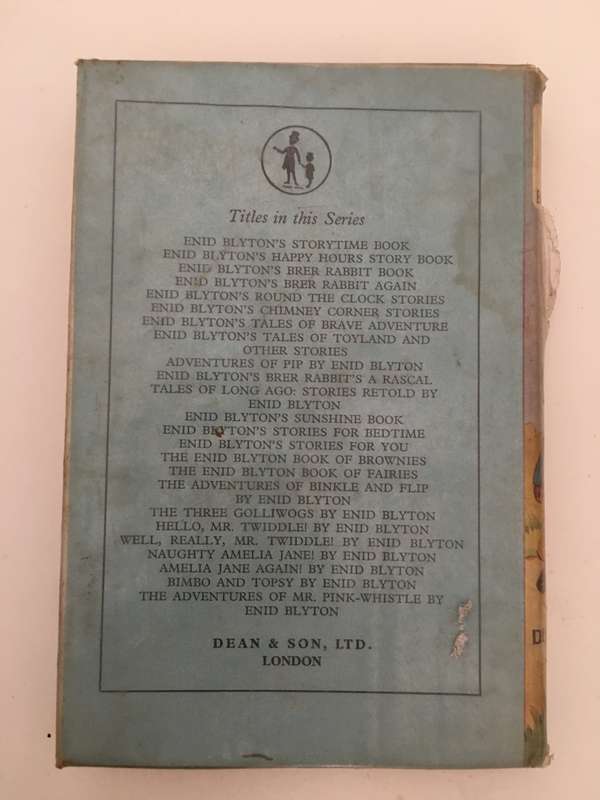 Titles in this Series
ENID BLYTON'S STORYTIME BOOK
ENID BLYTON'S HAPPY HOURS STORY BOOK
ENID BLYTON'S BRER RABBIT BOOK
ENID BLYTON'S BRER RABBIT AGAIN
ENID BLYTON'S ROUND THE CLOCK STORIES
ENID BLYTON'S CHIMNEY CORNER STORIES
ENID BLYTON'S TALES OF BRAVE ADVENTURE
ENID BLYTON'S TALES OF TOYLAND AND
OTHER STORIES
ADVENTURES OF PIP BY ENID BLYTON
ENID BLYTON'S BRER RABBIT'S A RASCAL
TALES OF LONG AGO: STORIES RETOLD BY
ENID BLYTON
ENID BLYTON'S SUNSHINE BOOK
ENID BLYTON'S STORIES FOR BEDTIME
ENID BLYTON'S STORIES FOR YOU
THE ENID BLYTON BOOK OF BROWNIES
THE ENID BLYTON BOOK OF FAIRIES
THE ADVENTURES OF BINKLE AND FLIP
BY ENID BLYTON
THE THREE GOLLIWOGS BY ENID BLYTON
HELLO, MR. TWIDDLE! BY ENID BLYTON
WELL, REALLY, MR. TWIDDLE! BY ENID BLYTON
NAUGHTY AMELIA JANE! BY ENID BLYTON
AMELIA JANE AGAIN! BY ENID BLYTON
BIMBO AND TOPSY BY ENID BLYTON
THE ADVENTURES OF MR. PINK-WHISTLE BY
ENID BLYTON
DEAN & SON, LTD.
LONDON